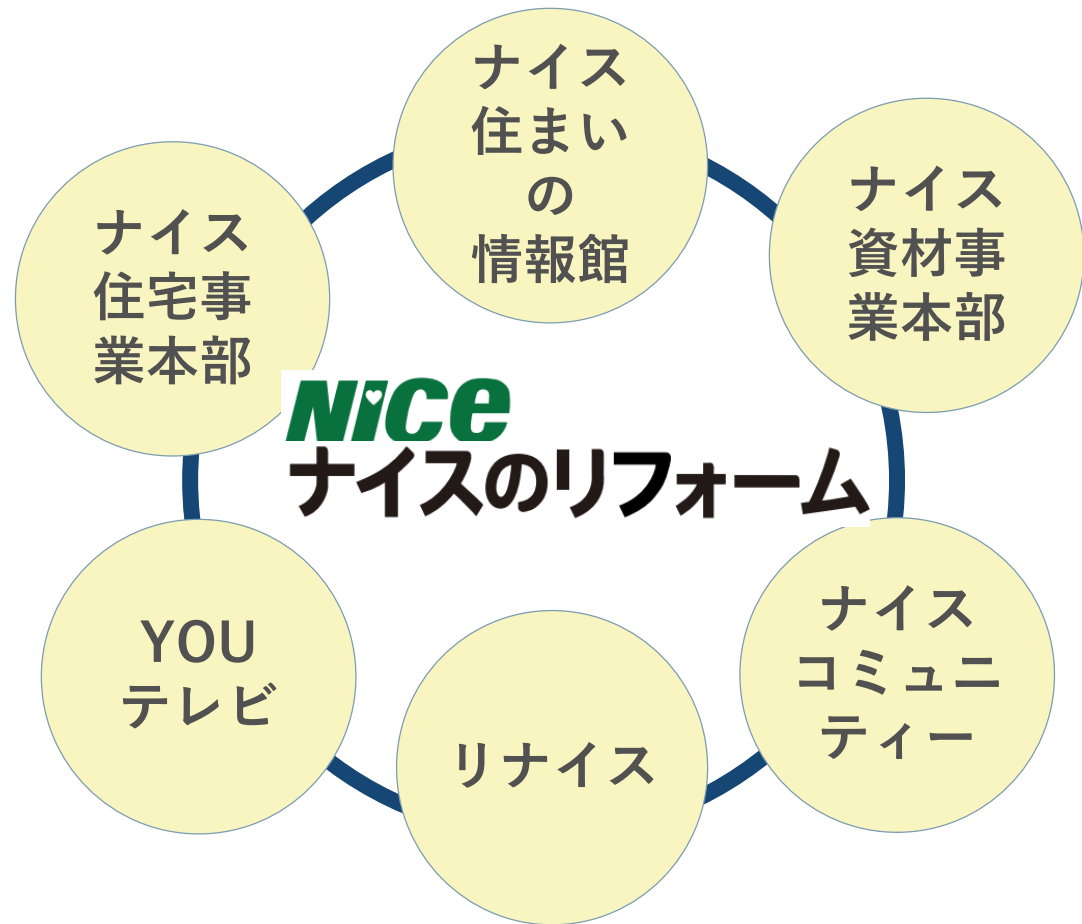 ナイス
住まい
の
情報館
ナイス
資材事
業本部
ナイス
住宅事
業本部
Nice
ナイスのリフォーム
YOU
テレビ
リナイス
ナイス
コミュニ
ティー